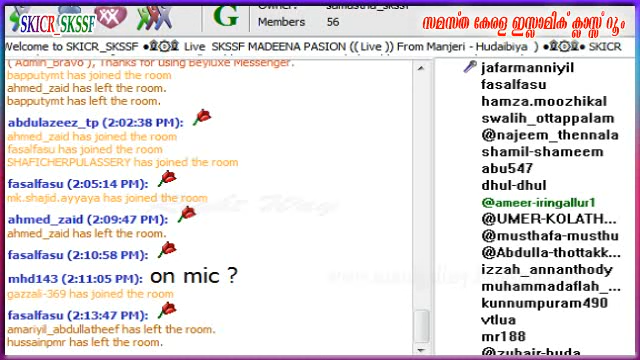 SKICR_SKSSF
Owner: samastha_skssf
Members 56
സമസ്ത കേരള ഇസ്ലാമിക് ക്ലാസ്സ് റൂം
Welcome to SKICR_SKSSF Live SKSSF MADEENA PASION (( Live )) From Manjeri - Hudaibiya ) SKICR
( Admin_Bravo ), Thanks for using Beyluxe Messenger.
bapputymt has joined the room
ahmed_zaid has left the room.
bapputymt has left the room.
abdulazeez_tp (2:02:38 PM):
ahmed_zaid has joined the room
fasalfasu has joined the room
SHAFICHERPULASSERY has joined the room
fasalfasu (2:05:14 PM):
mk.shajid.ayyaya has joined the room
ahmed_zaid (2:09:47 PM):
ahmed_zaid has left the room.
fasalfasu (2:10:58 PM):
mhd143 (2:11:05 PM): on mic ?
gazzali-369 has joined the room
fasalfasu (2:13:47 PM):
amariyil_abdullatheef has left the room.
hussainpmr has left the room.
jafarmanniyil
fasalfasu
hamza.moozhikal
swalih_ottappalam
@najeem_thennala
shamil-shameem
abu547
dhul-dhul
@ameer-iringallur1
@UMER-KOLATH...
@musthafa-musthu
@Abdulla-thottakk...
izzah_annanthody
muhammadaflah_...
kunnumpuram490
vtlua
mr188
@zuhair-huda